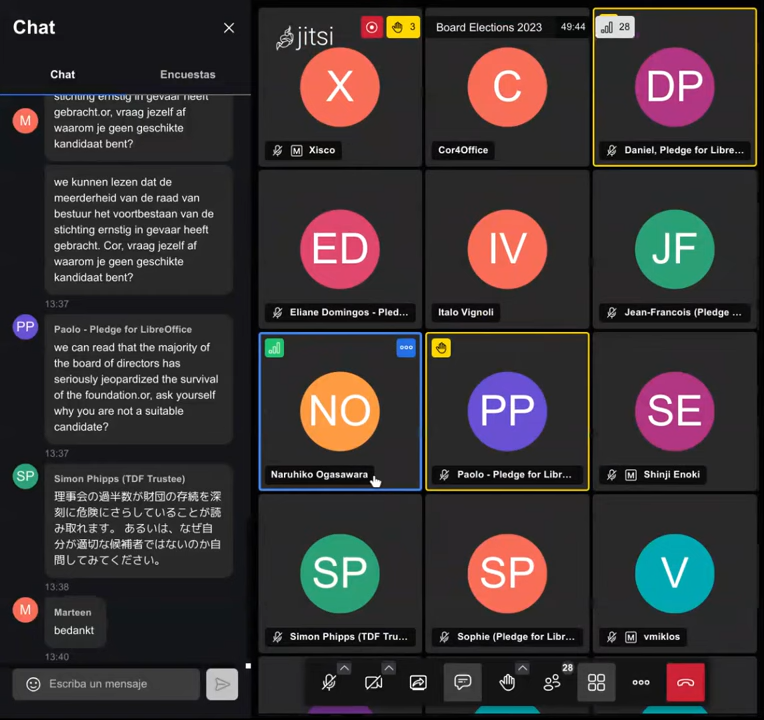 Chat
Chat
Encuestas
stichting ernstig in gevaar heeft
gebracht.or, vraag jezelf af
waarom je geen geschikte
kandidaat bent?
M
we kunnen lezen dat de
meerderheid van de raad van
bestuur het voortbestaan van de
stichting ernstig in gevaar heeft
gebracht. Cor, vraag jezelf af
waarom je geen geschikte
kandidaat bent?
13:37
PP
Paolo - Pledge for LibreOffice
we can read that the majority of
the board of directors has
seriously jeopardized the survival
of the foundation.or, ask yourself
why you are not a suitable
candidate?
13:37
SP
Simon Phipps (TDF Trustee)
理事会の過半数が財団の存続を深
刻に危険にさらしていることが読
み取れます。 あるいは、なぜ自
分が適切な候補者ではないのか自
問してみてください。
13:38
M
Marteen
bedankt
13:40
Escriba un mensaje
jitsi
3
Board Elections 2023
49:44
28
X
M
Xisco
C
Cor4Office
DP
Daniel, Pledge for Libre...
ED
Eliane Domingos - Pled...
IV
Italo Vignoli
JF
Jean-Francois (Pledge ...
NO
Naruhiko Ogasawara
PP
Paolo - Pledge for Libr...
SE
M
Shinji Enoki
SP
Simon Phipps (TDF Tru...
SP
Sophie (Pledge for Libr...
V
M
vmiklos
28